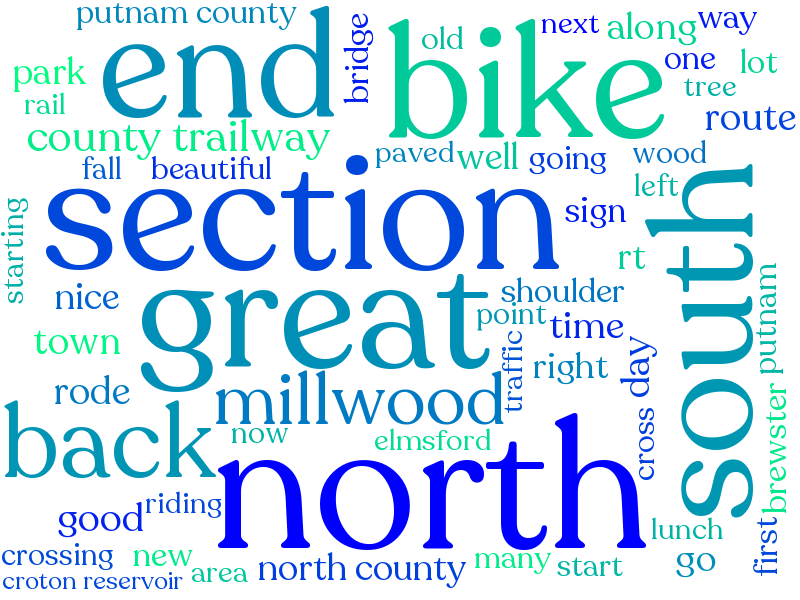 putnam county
end
bridge
bike
old
next
along
way
park
rail
one
lot
tree
route
county trailway
fall
beautiful
paved
well
going
wood
left
section
sign
south
starting
nice
great
rt
shoulder
point
time
putnam
town
traffic
right
day
rode
millwood
back
now
elmsford
cross
brewster
north
good
riding
lunch
first
crossing
new
area
north county
many
start
go
croton reservoir